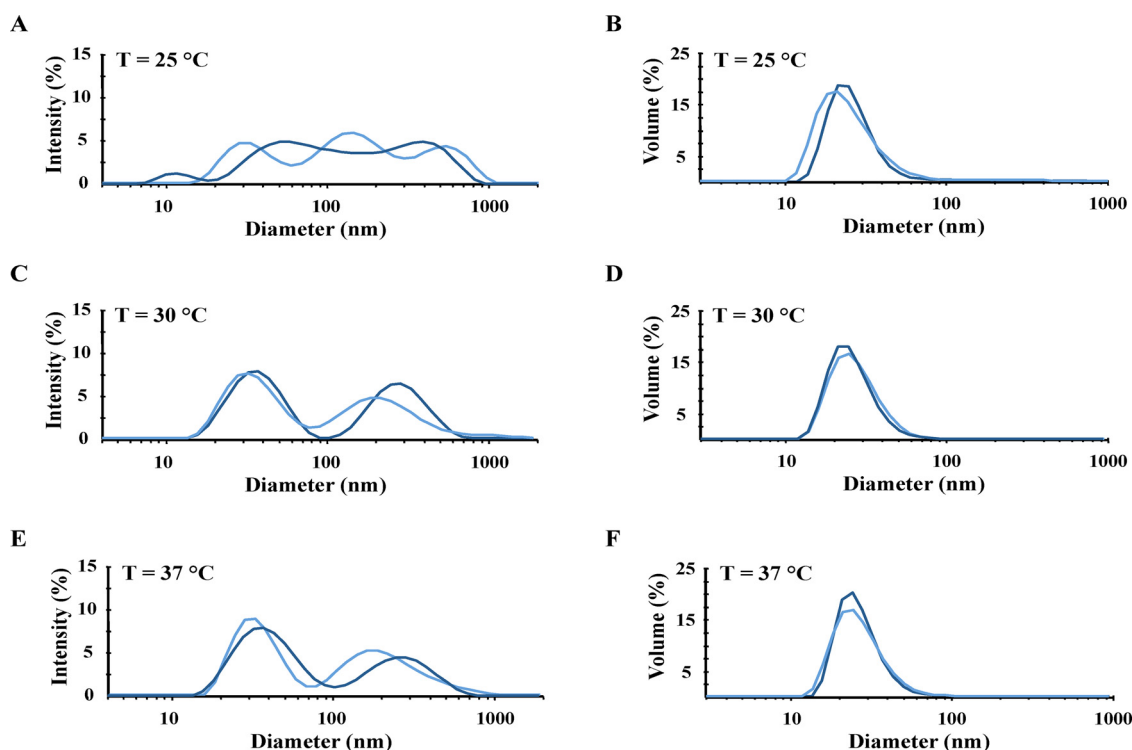 A
T = 25 °C
Intensity (%)
15
10
5
0
10 100 1000
Diameter (nm)
B
T = 25 °C
Volume (%)
25
15
5
10 100 1000
Diameter (nm)
C
T = 30 °C
Intensity (%)
15
10
5
0
10 100 1000
Diameter (nm)
D
T = 30 °C
Volume (%)
25
15
5
10 100 1000
Diameter (nm)
E
T = 37 °C
Intensity (%)
15
10
5
0
10 100 1000
Diameter (nm)
F
T = 37 °C
Volume (%)
25
15
5
10 100 1000
Diameter (nm)